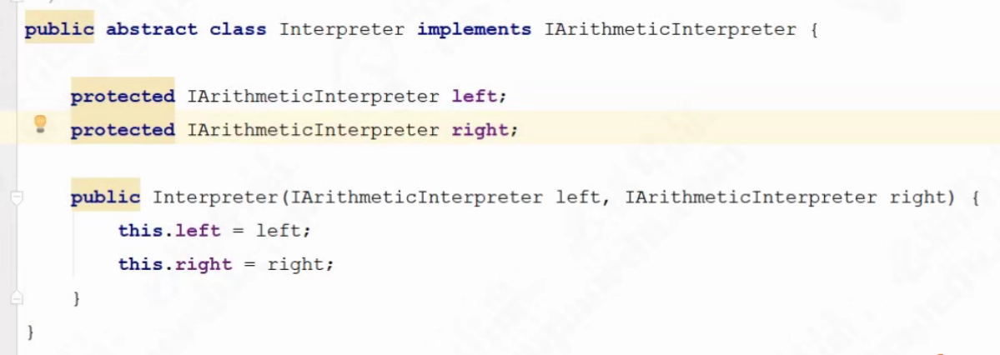 public abstract class Interpreter implements IArithmeticInterpreter {
protected IArithmeticInterpreter left;
protected IArithmeticInterpreter right;
public Interpreter(IArithmeticInterpreter left, IArithmeticInterpreter right) {
this.left = left;
this.right = right;
}
}